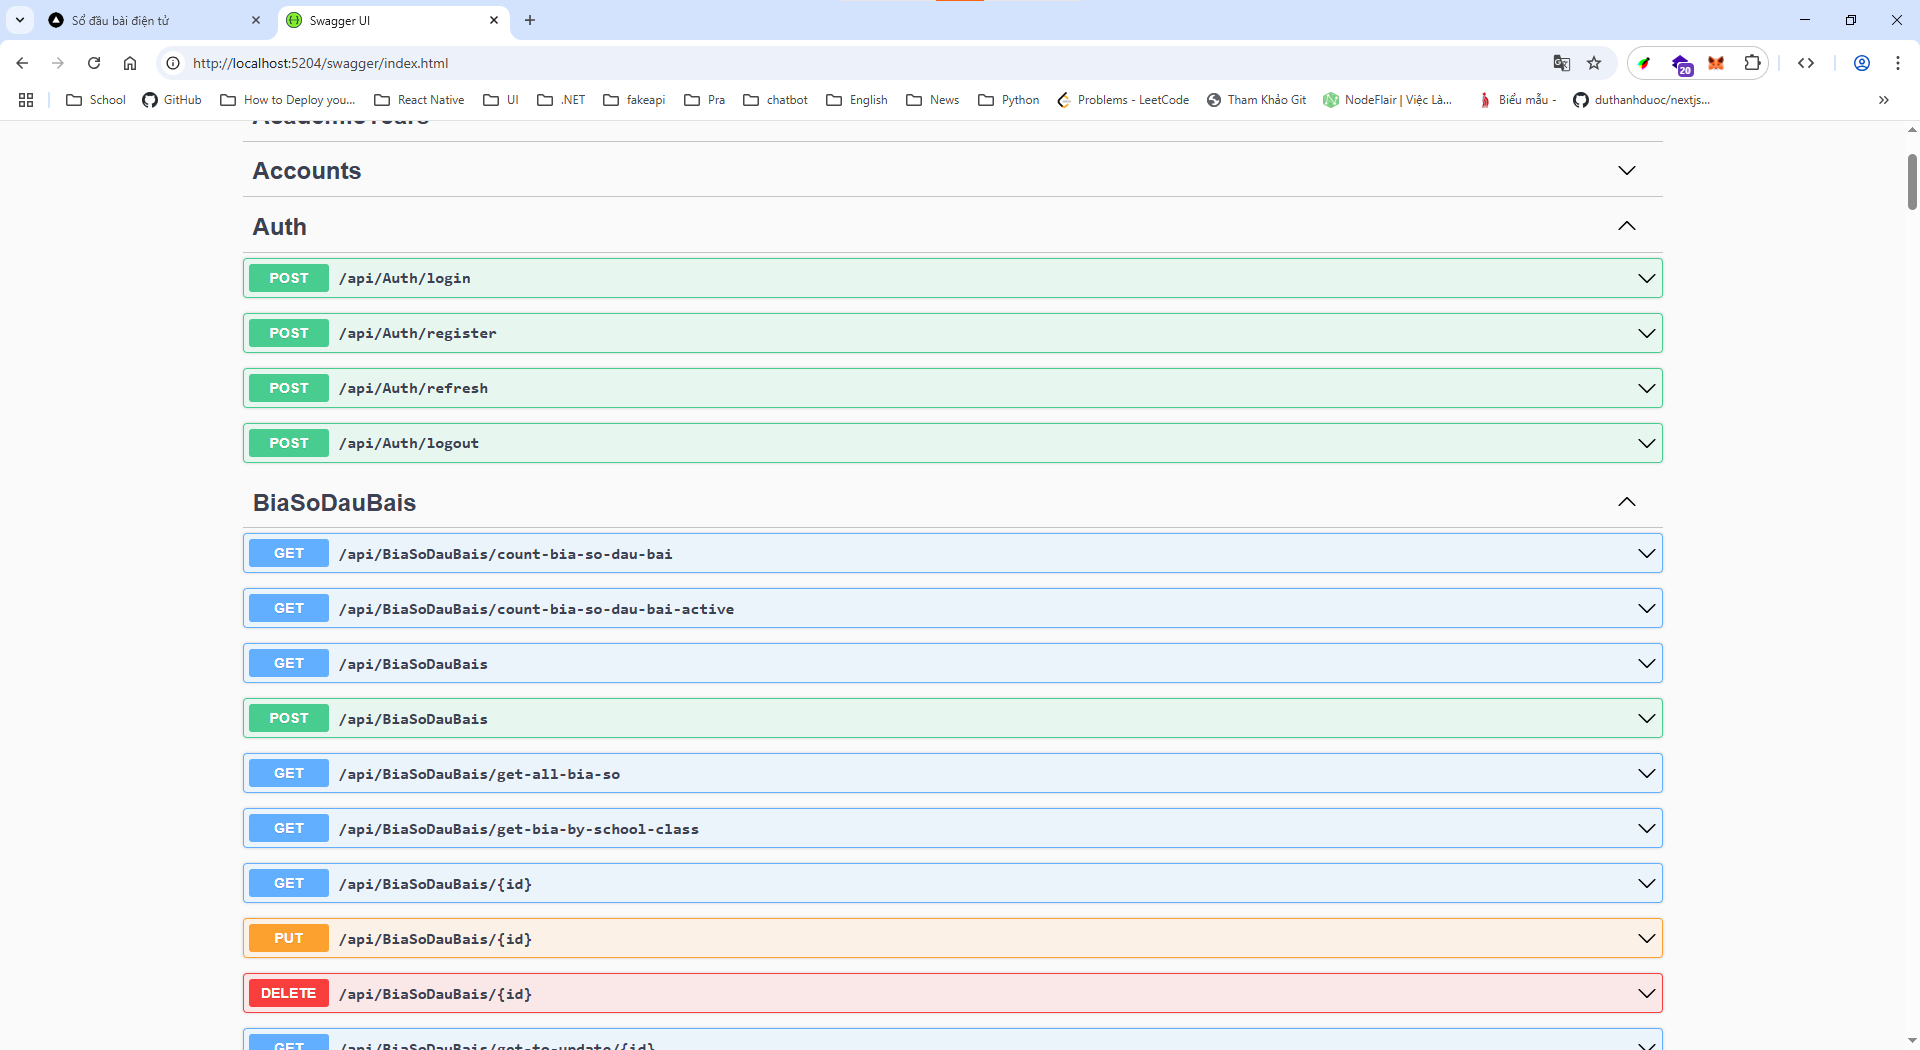 Sổ đầu bài điện tử
Swagger UI
http://localhost:5204/swagger/index.html
20
School
GitHub
How to Deploy you...
React Native
UI
.NET
fakeapi
Pra
chatbot
English
News
Python
Problems - LeetCode
Tham Khảo Git
NodeFlair | Việc Là...
Biểu mẫu -
duthanhduoc/nextjs...
AcademicYears
Accounts
Auth
POST /api/Auth/login
POST /api/Auth/register
POST /api/Auth/refresh
POST /api/Auth/logout
BiaSoDauBais
GET /api/BiaSoDauBais/count-bia-so-dau-bai
GET /api/BiaSoDauBais/count-bia-so-dau-bai-active
GET /api/BiaSoDauBais
POST /api/BiaSoDauBais
GET /api/BiaSoDauBais/get-all-bia-so
GET /api/BiaSoDauBais/get-bia-by-school-class
GET /api/BiaSoDauBais/{id}
PUT /api/BiaSoDauBais/{id}
DELETE /api/BiaSoDauBais/{id}
GET /api/BiaSoDauBais/get-to-update/{id}